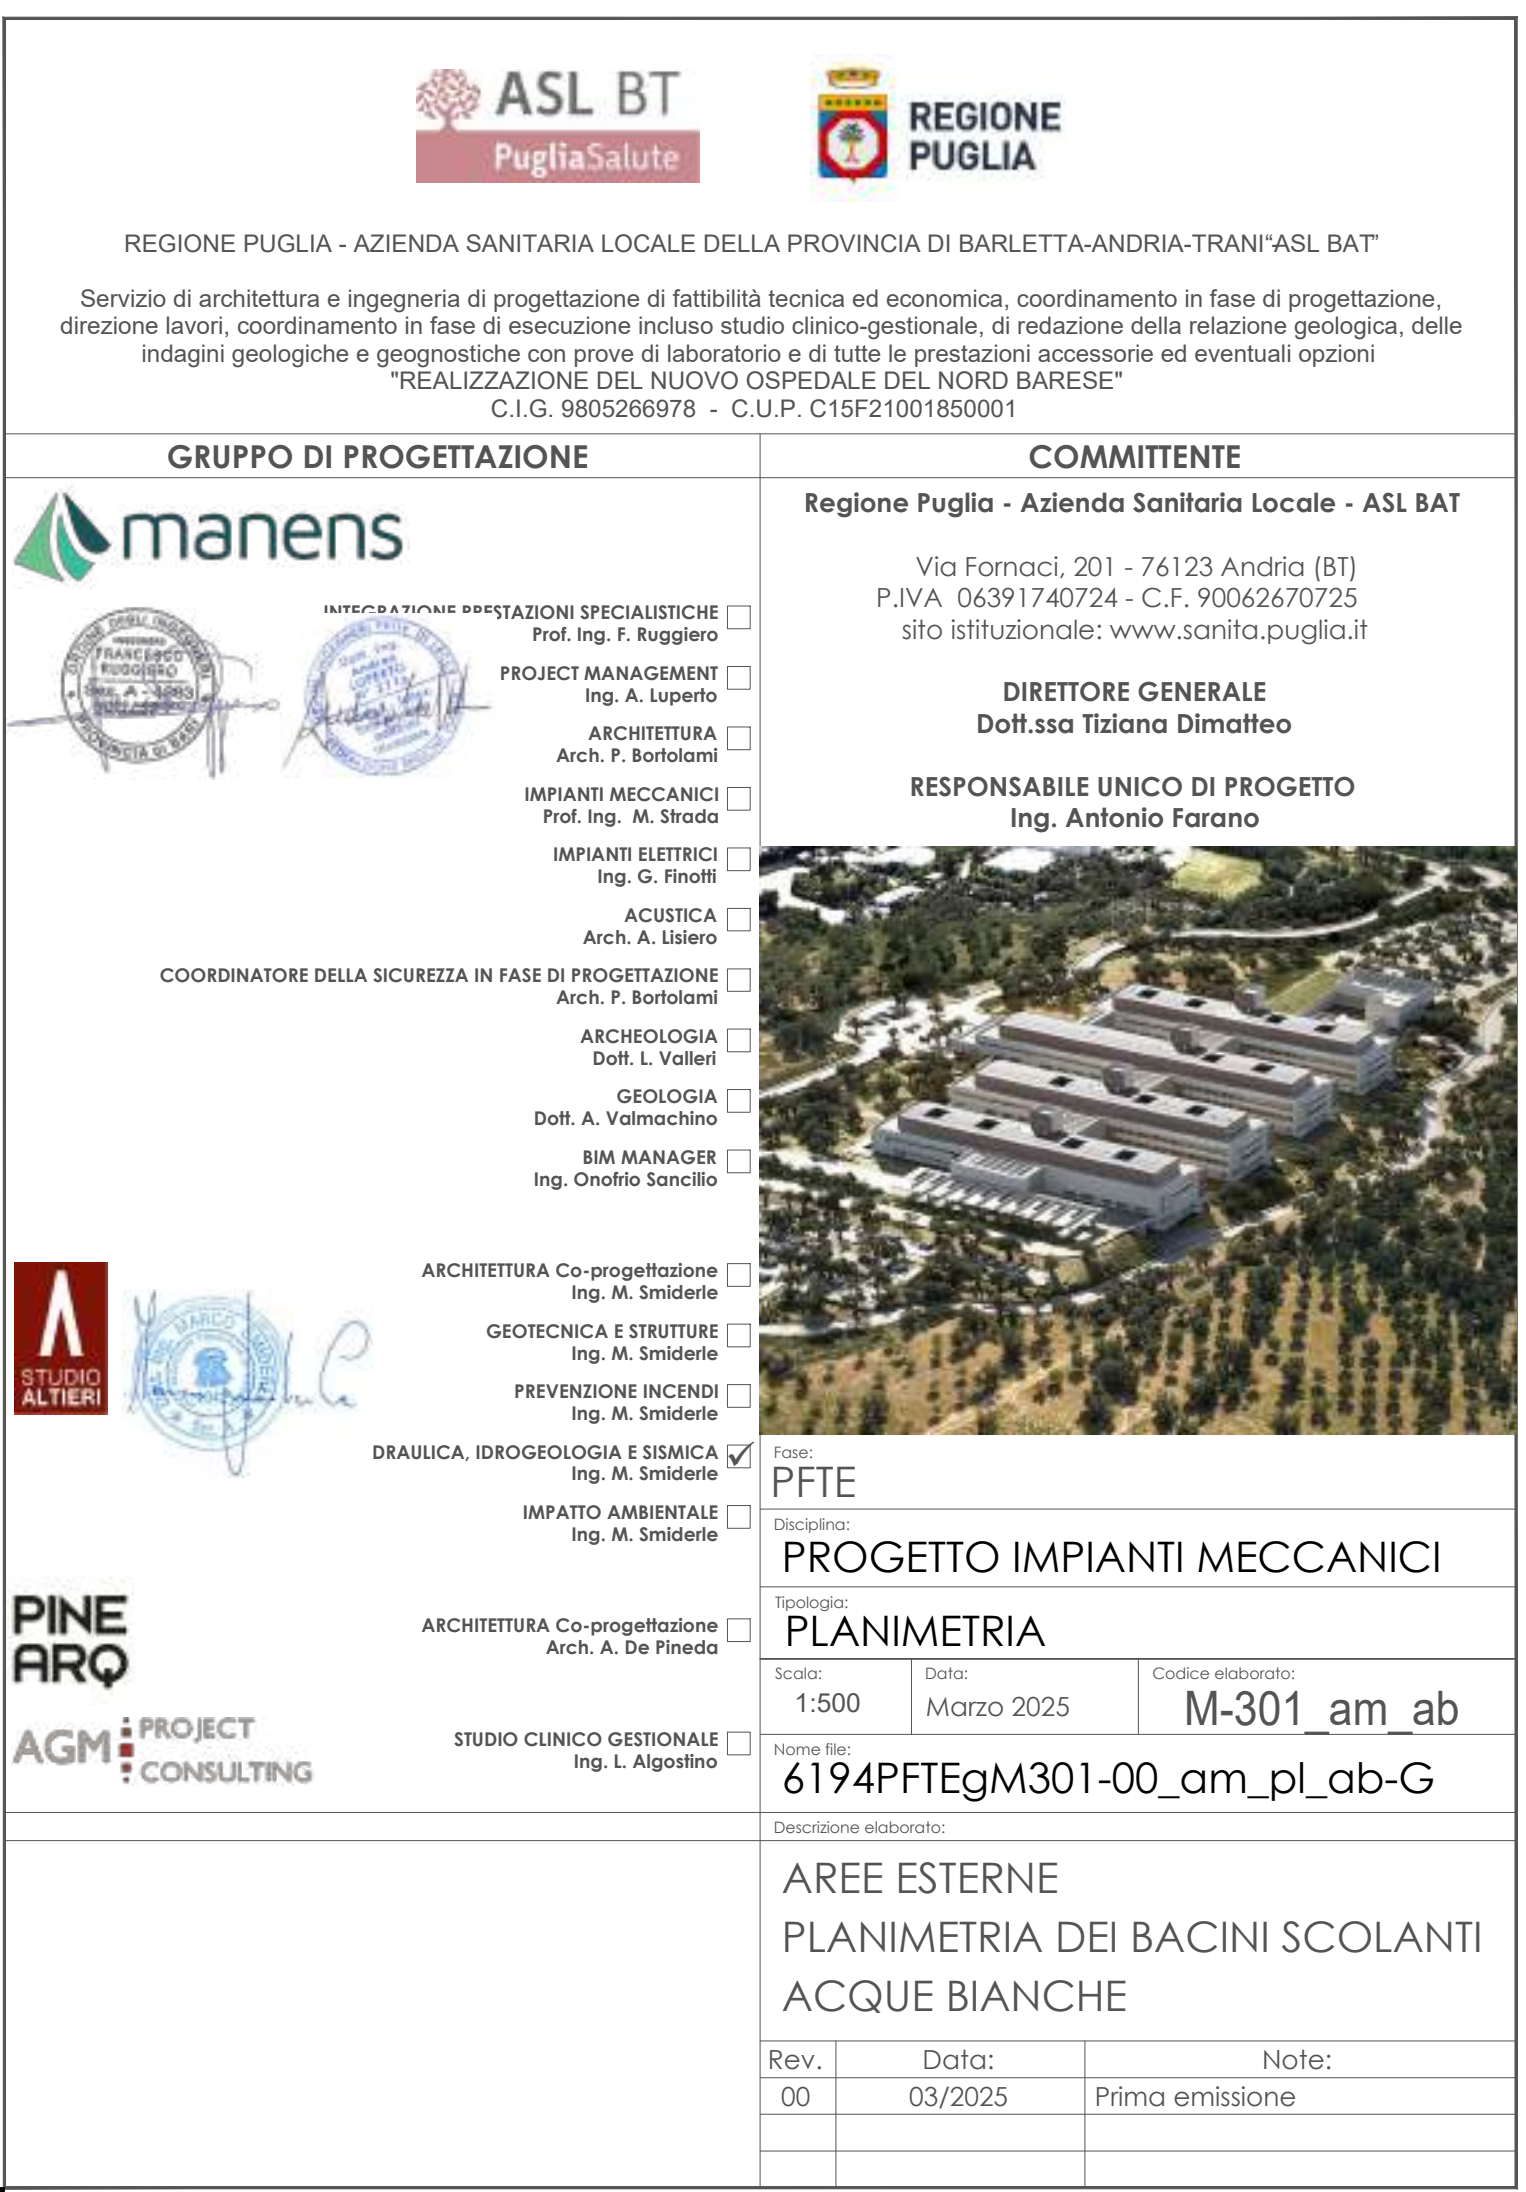 ASL BT
PugliaSalute
REGIONE
PUGLIA
REGIONE PUGLIA - AZIENDA SANITARIA LOCALE DELLA PROVINCIA DI BARLETTA-ANDRIA-TRANI“ASL BAT”
Servizio di architettura e ingegneria di progettazione di fattibilità tecnica ed economica, coordinamento in fase di progettazione,
direzione lavori, coordinamento in fase di esecuzione incluso studio clinico-gestionale, di redazione della relazione geologica, delle
indagini geologiche e geognostiche con prove di laboratorio e di tutte le prestazioni accessorie ed eventuali opzioni
"REALIZZAZIONE DEL NUOVO OSPEDALE DEL NORD BARESE"
C.I.G. 9805266978 - C.U.P. C15F21001850001
GRUPPO DI PROGETTAZIONE
manens
INTEGRAZIONE PRESTAZIONI SPECIALISTICHE
Prof. Ing. F. Ruggiero
FRANCESCO
RUGGIERO
PROVINCIA DI BARI
PROJECT MANAGEMENT
Ing. A. Luperto
ARCHITETTURA
Arch. P. Bortolami
IMPIANTI MECCANICI
Prof. Ing. M. Strada
IMPIANTI ELETTRICI
Ing. G. Finotti
ACUSTICA
Arch. A. Lisiero
COORDINATORE DELLA SICUREZZA IN FASE DI PROGETTAZIONE
Arch. P. Bortolami
ARCHEOLOGIA
Dott. L. Valleri
GEOLOGIA
Dott. A. Valmachino
BIM MANAGER
Ing. Onofrio Sancilio
STUDIO
ALTIERI
ARCHITETTURA Co-progettazione
Ing. M. Smiderle
GEOTECNICA E STRUTTURE
Ing. M. Smiderle
PREVENZIONE INCENDI
Ing. M. Smiderle
DRAULICA, IDROGEOLOGIA E SISMICA
Ing. M. Smiderle
IMPATTO AMBIENTALE
Ing. M. Smiderle
PINE
ARQ
ARCHITETTURA Co-progettazione
Arch. A. De Pineda
AGM PROJECT
CONSULTING
STUDIO CLINICO GESTIONALE
Ing. L. Algostino
COMMITTENTE
Regione Puglia - Azienda Sanitaria Locale - ASL BAT
Via Fornaci, 201 - 76123 Andria (BT)
P.IVA 06391740724 - C.F. 90062670725
sito istituzionale: www.sanita.puglia.it
DIRETTORE GENERALE
Dott.ssa Tiziana Dimatteo
RESPONSABILE UNICO DI PROGETTO
Ing. Antonio Farano
Fase:
PFTE
Disciplina:
PROGETTO IMPIANTI MECCANICI
Tipologia:
PLANIMETRIA
Scala:
1:500
Data:
Marzo 2025
Codice elaborato:
M-301_am_ab
Nome file:
6194PFTEgM301-00_am_pl_ab-G
Descrizione elaborato:
AREE ESTERNE
PLANIMETRIA DEI BACINI SCOLANTI
ACQUE BIANCHE
Rev. Data: Note:
00 03/2025 Prima emissione